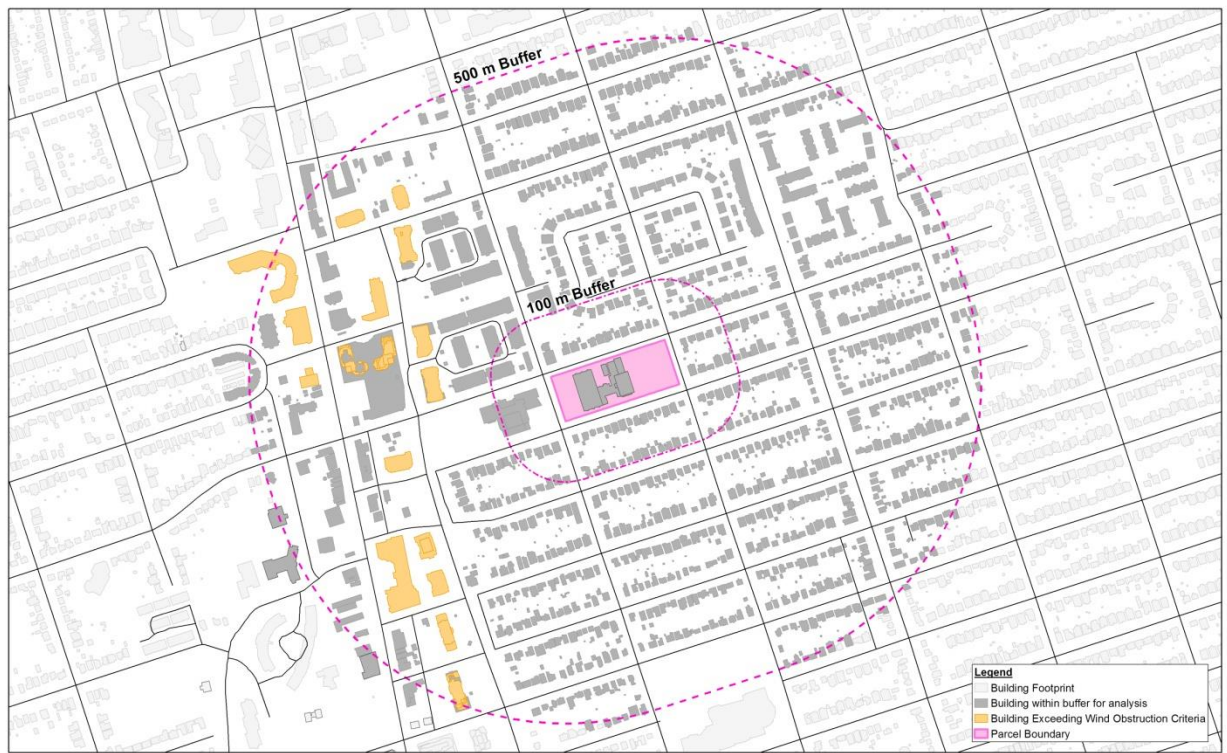 500 m Buffer
100 m Buffer
Legend
Building Footprint
Building within buffer for analysis
Building Exceeding Wind Obstruction Criteria
Parcel Boundary